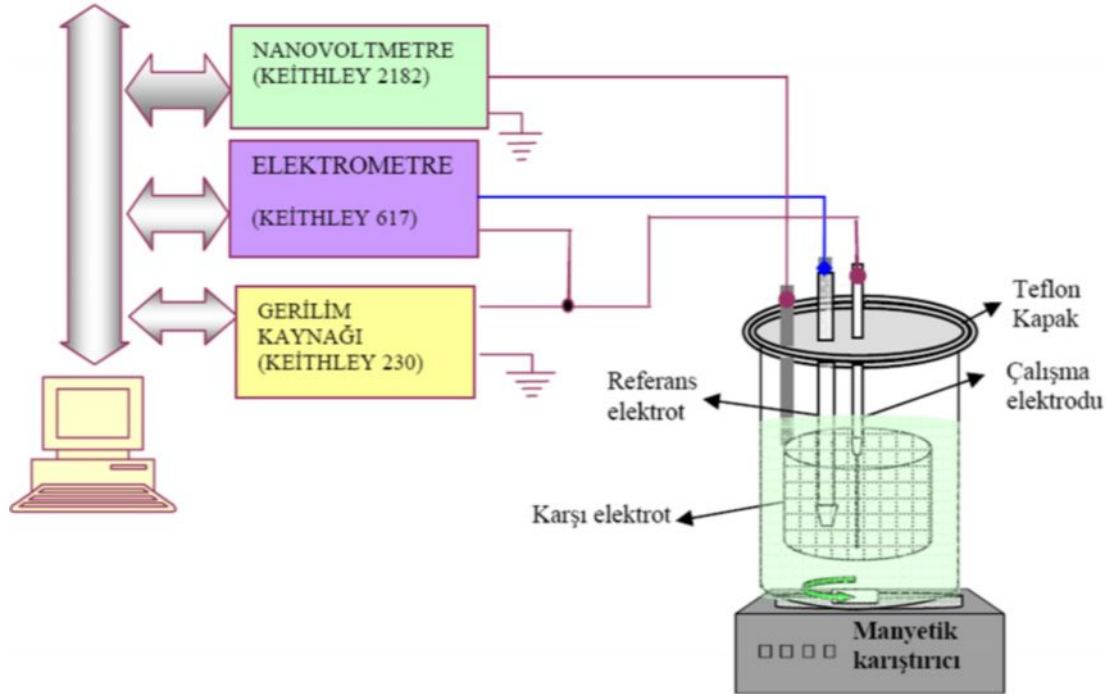 NANOVOLTMETRE
(KEİTHLEY 2182)
ELEKTROMETRE
(KEİTHLEY 617)
GERİLİM
KAYNAĞI
(KEİTHLEY 230)
Teflon
Kapak
Referans
elektrot
Çalışma
elektrodu
Karşı elektrot
Manyetik
karıştırıcı